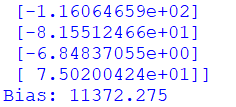 [-1.16064659e+02]
[-8.15512466e+01]
[-6.84837055e+00]
[ 7.50200424e+01]]
Bias: 11372.275